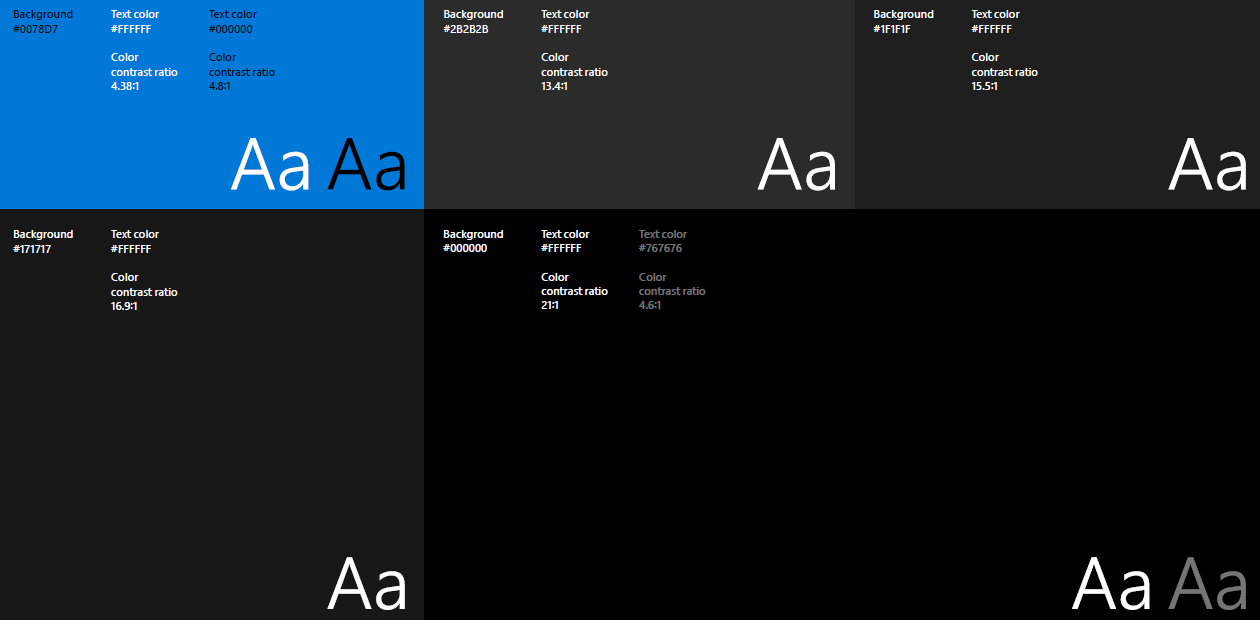 Background
#0078D7
Text color
#FFFFFF
Color
contrast ratio
4.38:1
Text color
#000000
Color
contrast ratio
4.8:1
Aa Aa
Background
#2B2B2B
Text color
#FFFFFF
Color
contrast ratio
13.4:1
Aa
Background
#1F1F1F
Text color
#FFFFFF
Color
contrast ratio
15.5:1
Aa
Background
#171717
Text color
#FFFFFF
Color
contrast ratio
16.9:1
Aa
Background
#000000
Text color
#FFFFFF
Color
contrast ratio
21:1
Text color
#767676
Color
contrast ratio
4.6:1
Aa Aa